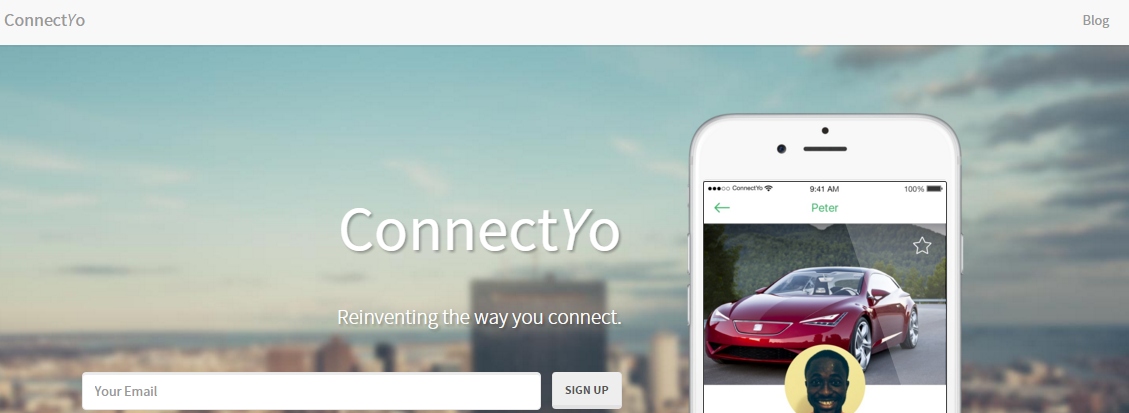 ConnectYo
Blog
ConnectYo
Reinventing the way you connect.
Your Email
SIGN UP
ConnectYo
9:41 AM
100%
Peter